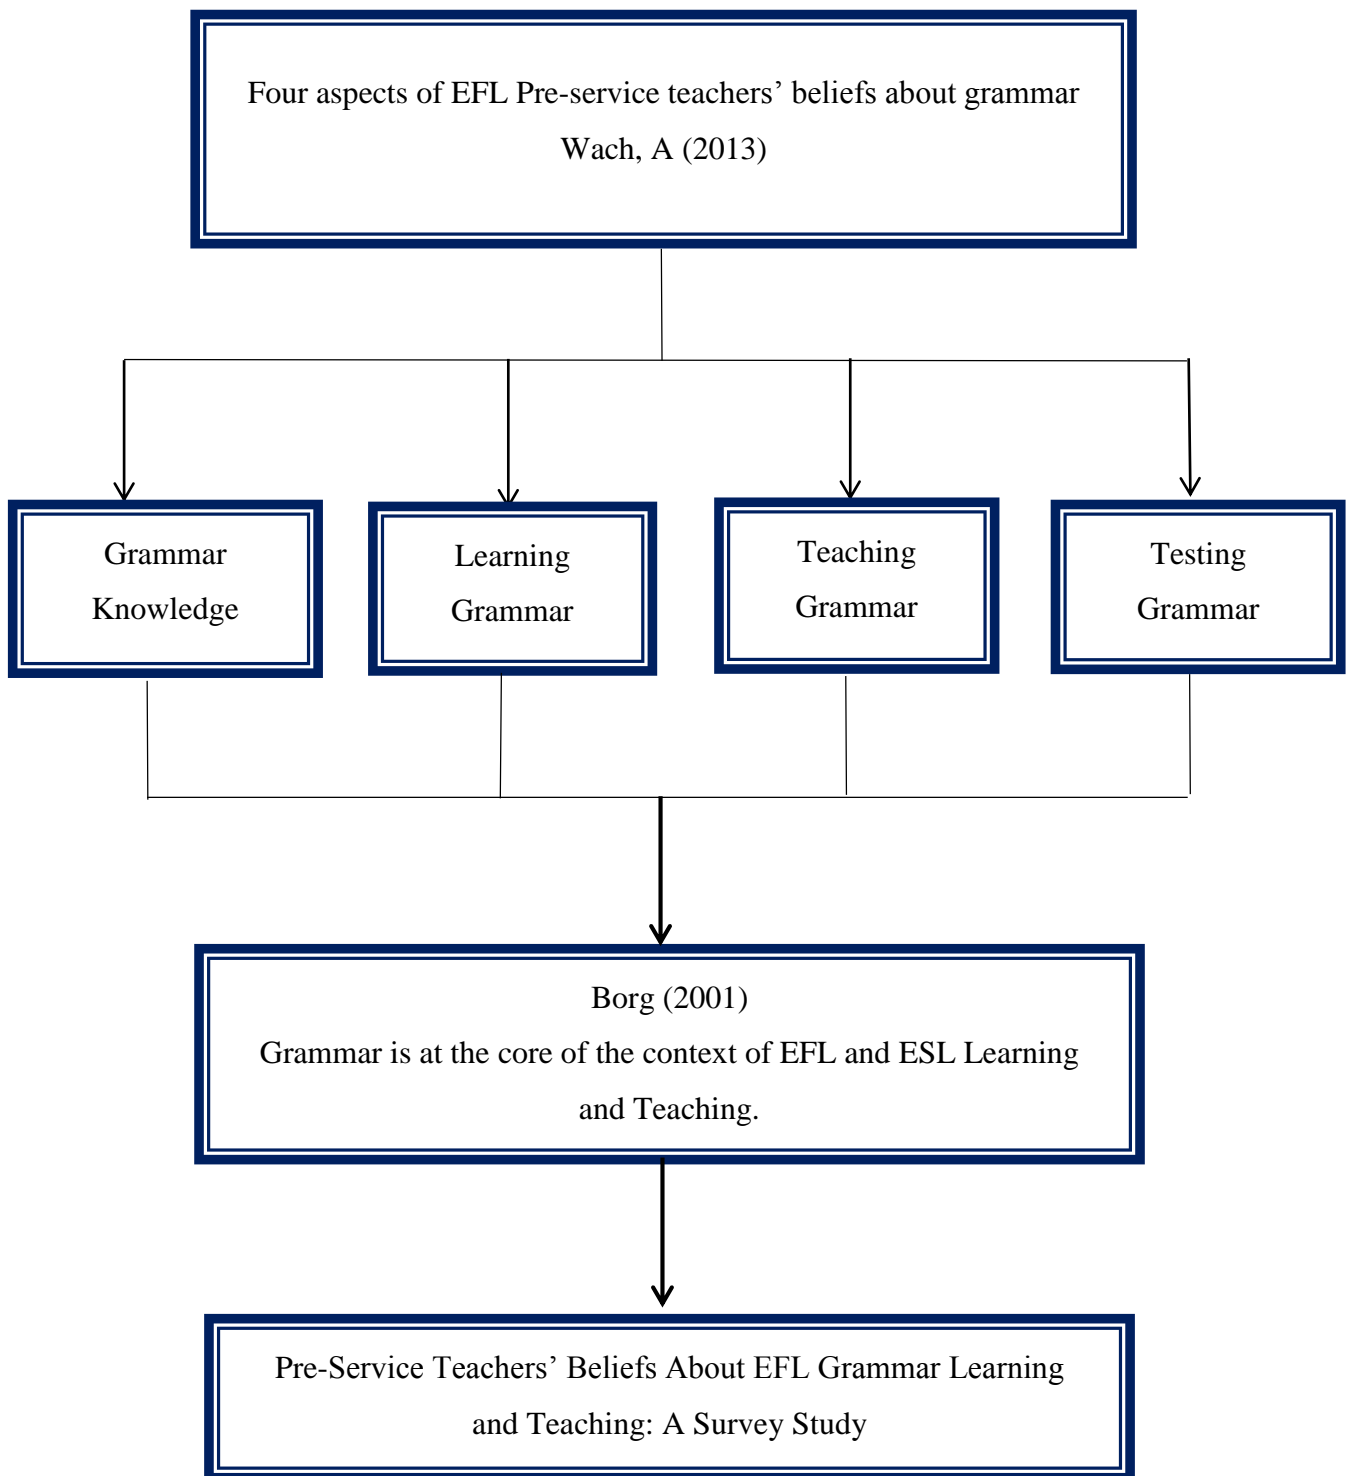 Four aspects of EFL Pre-service teachers’ beliefs about grammar
Wach, A (2013)
Grammar
Knowledge
Learning
Grammar
Teaching
Grammar
Testing
Grammar
Borg (2001)
Grammar is at the core of the context of EFL and ESL Learning
and Teaching.
Pre-Service Teachers’ Beliefs About EFL Grammar Learning
and Teaching: A Survey Study